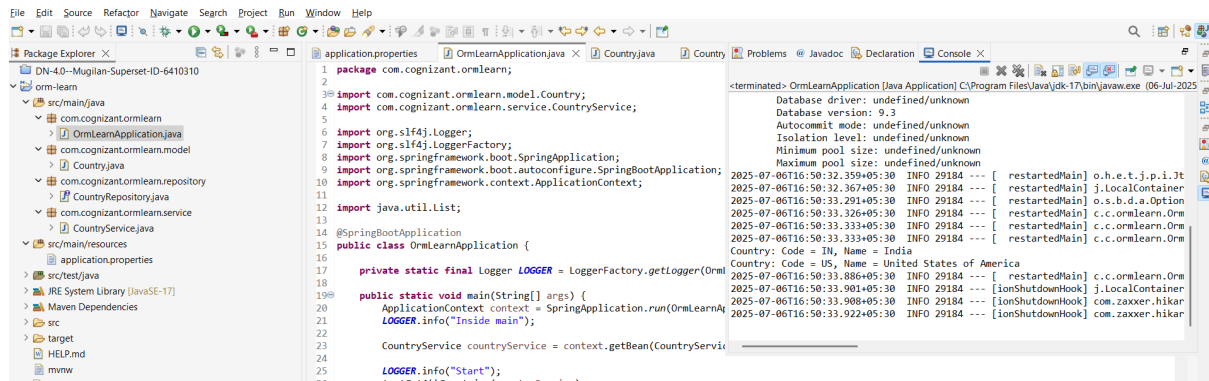 File Edit Source Refactor Navigate Search Project Run Window Help
Package Explorer
DN-4.0--Mugilan-Superset-ID-6410310
orm-learn
src/main/java
com.cognizant.ormlearn
OrmLearnApplication.java
com.cognizant.ormlearn.model
Country.java
com.cognizant.ormlearn.repository
CountryRepository.java
com.cognizant.ormlearn.service
CountryService.java
src/main/resources
application.properties
src/test/java
JRE System Library [JavaSE-17]
Maven Dependencies
src
target
HELP.md
mvnw
application.properties OrmLearnApplication.java Country.java Country
1 package com.cognizant.ormlearn;
2
3 import com.cognizant.ormlearn.model.Country;
4 import com.cognizant.ormlearn.service.CountryService;
5
6 import org.slf4j.Logger;
7 import org.slf4j.LoggerFactory;
8 import org.springframework.boot.SpringApplication;
9 import org.springframework.boot.autoconfigure.SpringBootApplication;
10 import org.springframework.context.ApplicationContext;
11
12 import java.util.List;
13
14 @SpringBootApplication
15 public class OrmLearnApplication {
16
17 private static final Logger LOGGER = LoggerFactory.getLogger(Orml
18
19 public static void main(String[] args) {
20 ApplicationContext context = SpringApplication.run(OrmLearnAp
21 LOGGER.info("Inside main");
22
23 CountryService countryService = context.getBean(CountryServic
24
25 LOGGER.info("Start");
Problems Javadoc Declaration Console
<terminated> OrmLearnApplication [Java Application] C:\Program Files\Java\jdk-17\bin\javaw.exe (06-Jul-2025
Database driver: undefined/unknown
Database version: 9.3
Autocommit mode: undefined/unknown
Isolation level: undefined/unknown
Minimum pool size: undefined/unknown
Maximum pool size: undefined/unknown
2025-07-06T16:50:32.359+05:30 INFO 29184 --- [ restartedMain] o.h.e.t.j.p.i.Jt
2025-07-06T16:50:32.367+05:30 INFO 29184 --- [ restartedMain] j.LocalContainer
2025-07-06T16:50:33.291+05:30 INFO 29184 --- [ restartedMain] o.s.b.d.a.Option
2025-07-06T16:50:33.326+05:30 INFO 29184 --- [ restartedMain] c.c.ormlearn.Orm
2025-07-06T16:50:33.333+05:30 INFO 29184 --- [ restartedMain] c.c.ormlearn.Orm
2025-07-06T16:50:33.333+05:30 INFO 29184 --- [ restartedMain] c.c.ormlearn.Orm
Country: Code = IN, Name = India
Country: Code = US, Name = United States of America
2025-07-06T16:50:33.886+05:30 INFO 29184 --- [ restartedMain] c.c.ormlearn.Orm
2025-07-06T16:50:33.901+05:30 INFO 29184 --- [ionShutdownHook] j.LocalContainer
2025-07-06T16:50:33.908+05:30 INFO 29184 --- [ionShutdownHook] com.zaxxer.hikar
2025-07-06T16:50:33.922+05:30 INFO 29184 --- [ionShutdownHook] com.zaxxer.hikar